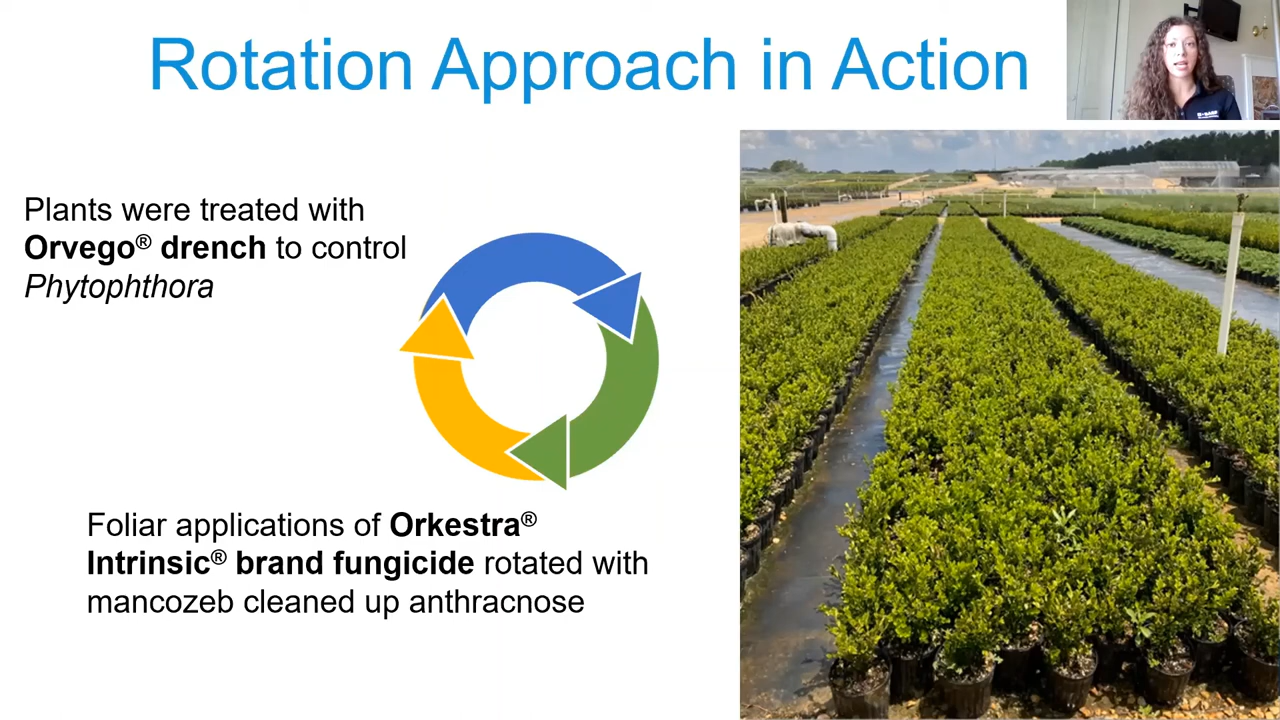 Rotation Approach in Action
Plants were treated with
Orvego® drench to control
Phytophthora
Foliar applications of Orkestra®
Intrinsic® brand fungicide rotated with
mancozeb cleaned up anthracnose